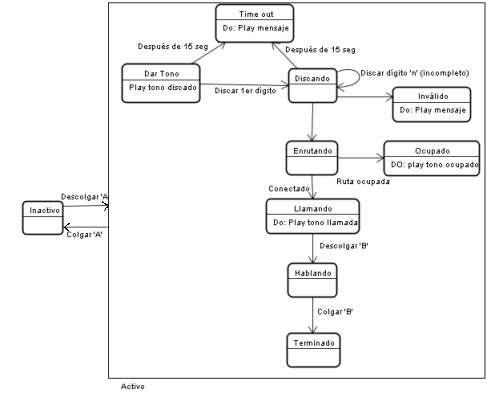 Time out
Do: Play mensaje
Después de 15 seg
Después de 15 seg
Dar Tono
Play tono discado
Discar 1er dígito
Discando
Discar dígito 'n' (incompleto)
Inválido
Do: Play mensaje
Enrutando
Ocupado
DO: play tono ocupado
Ruta ocupada
Conectado
Llamando
Do: Play tono llamada
Descolgar 'A
Inactivo
Colgar 'A'
Descolgar 'B'
Hablando
Colgar 'B'
Terminado
Activo